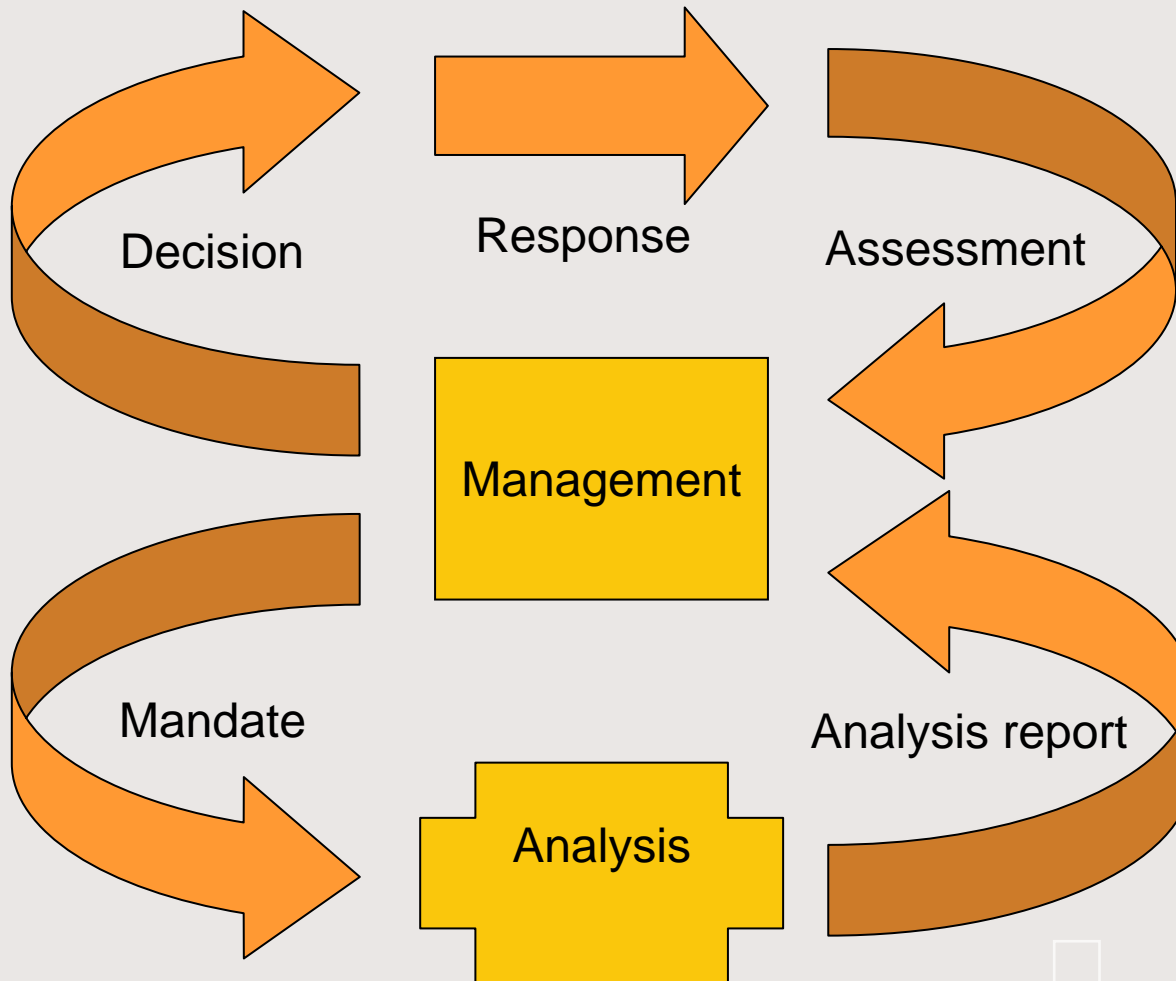 Decision
Response
Assessment
Management
Mandate
Analysis report
Analysis